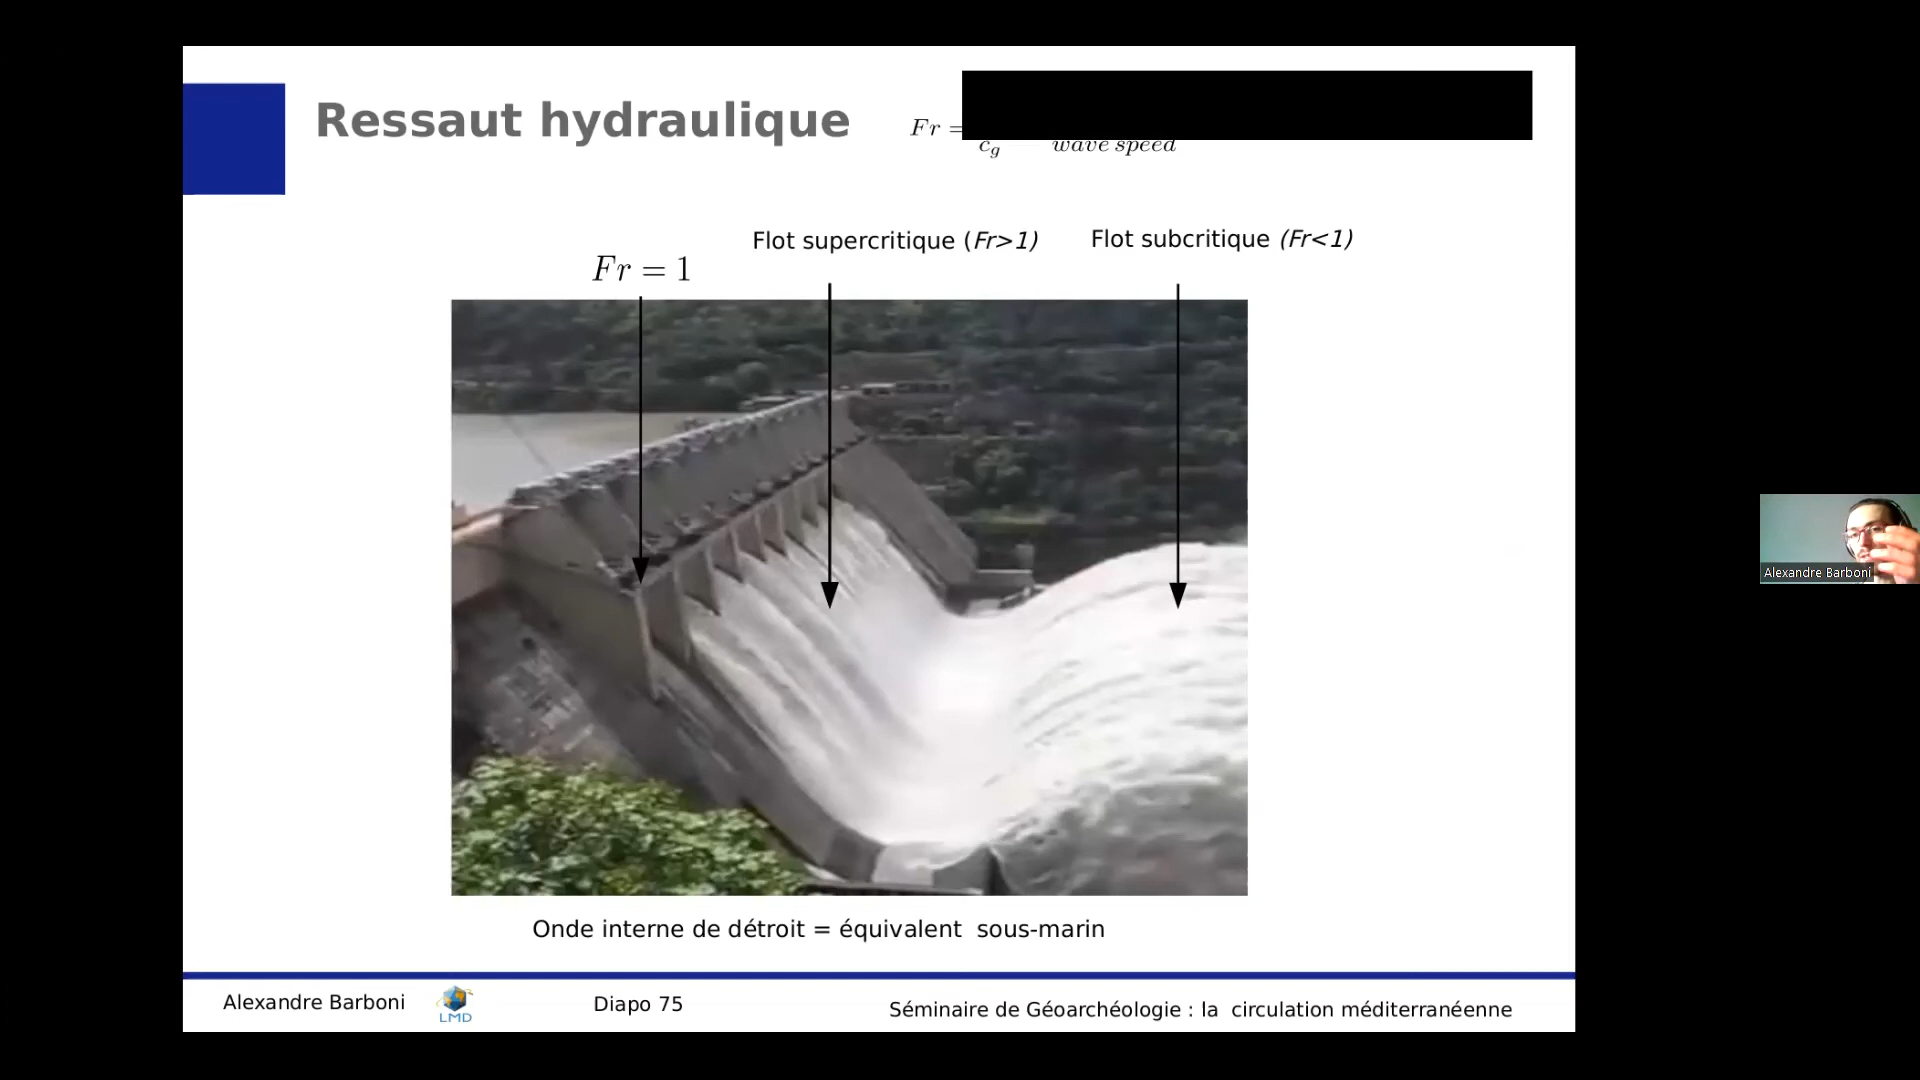 Ressaut hydraulique
Fr =
c_g wave speed
Flot supercritique (Fr>1)
Flot subcritique (Fr<1)
Fr = 1
Alexandre Barboni
Onde interne de détroit = équivalent sous-marin
Alexandre Barboni
LMD
Diapo 75
Séminaire de Géoarchéologie : la circulation méditerranéenne